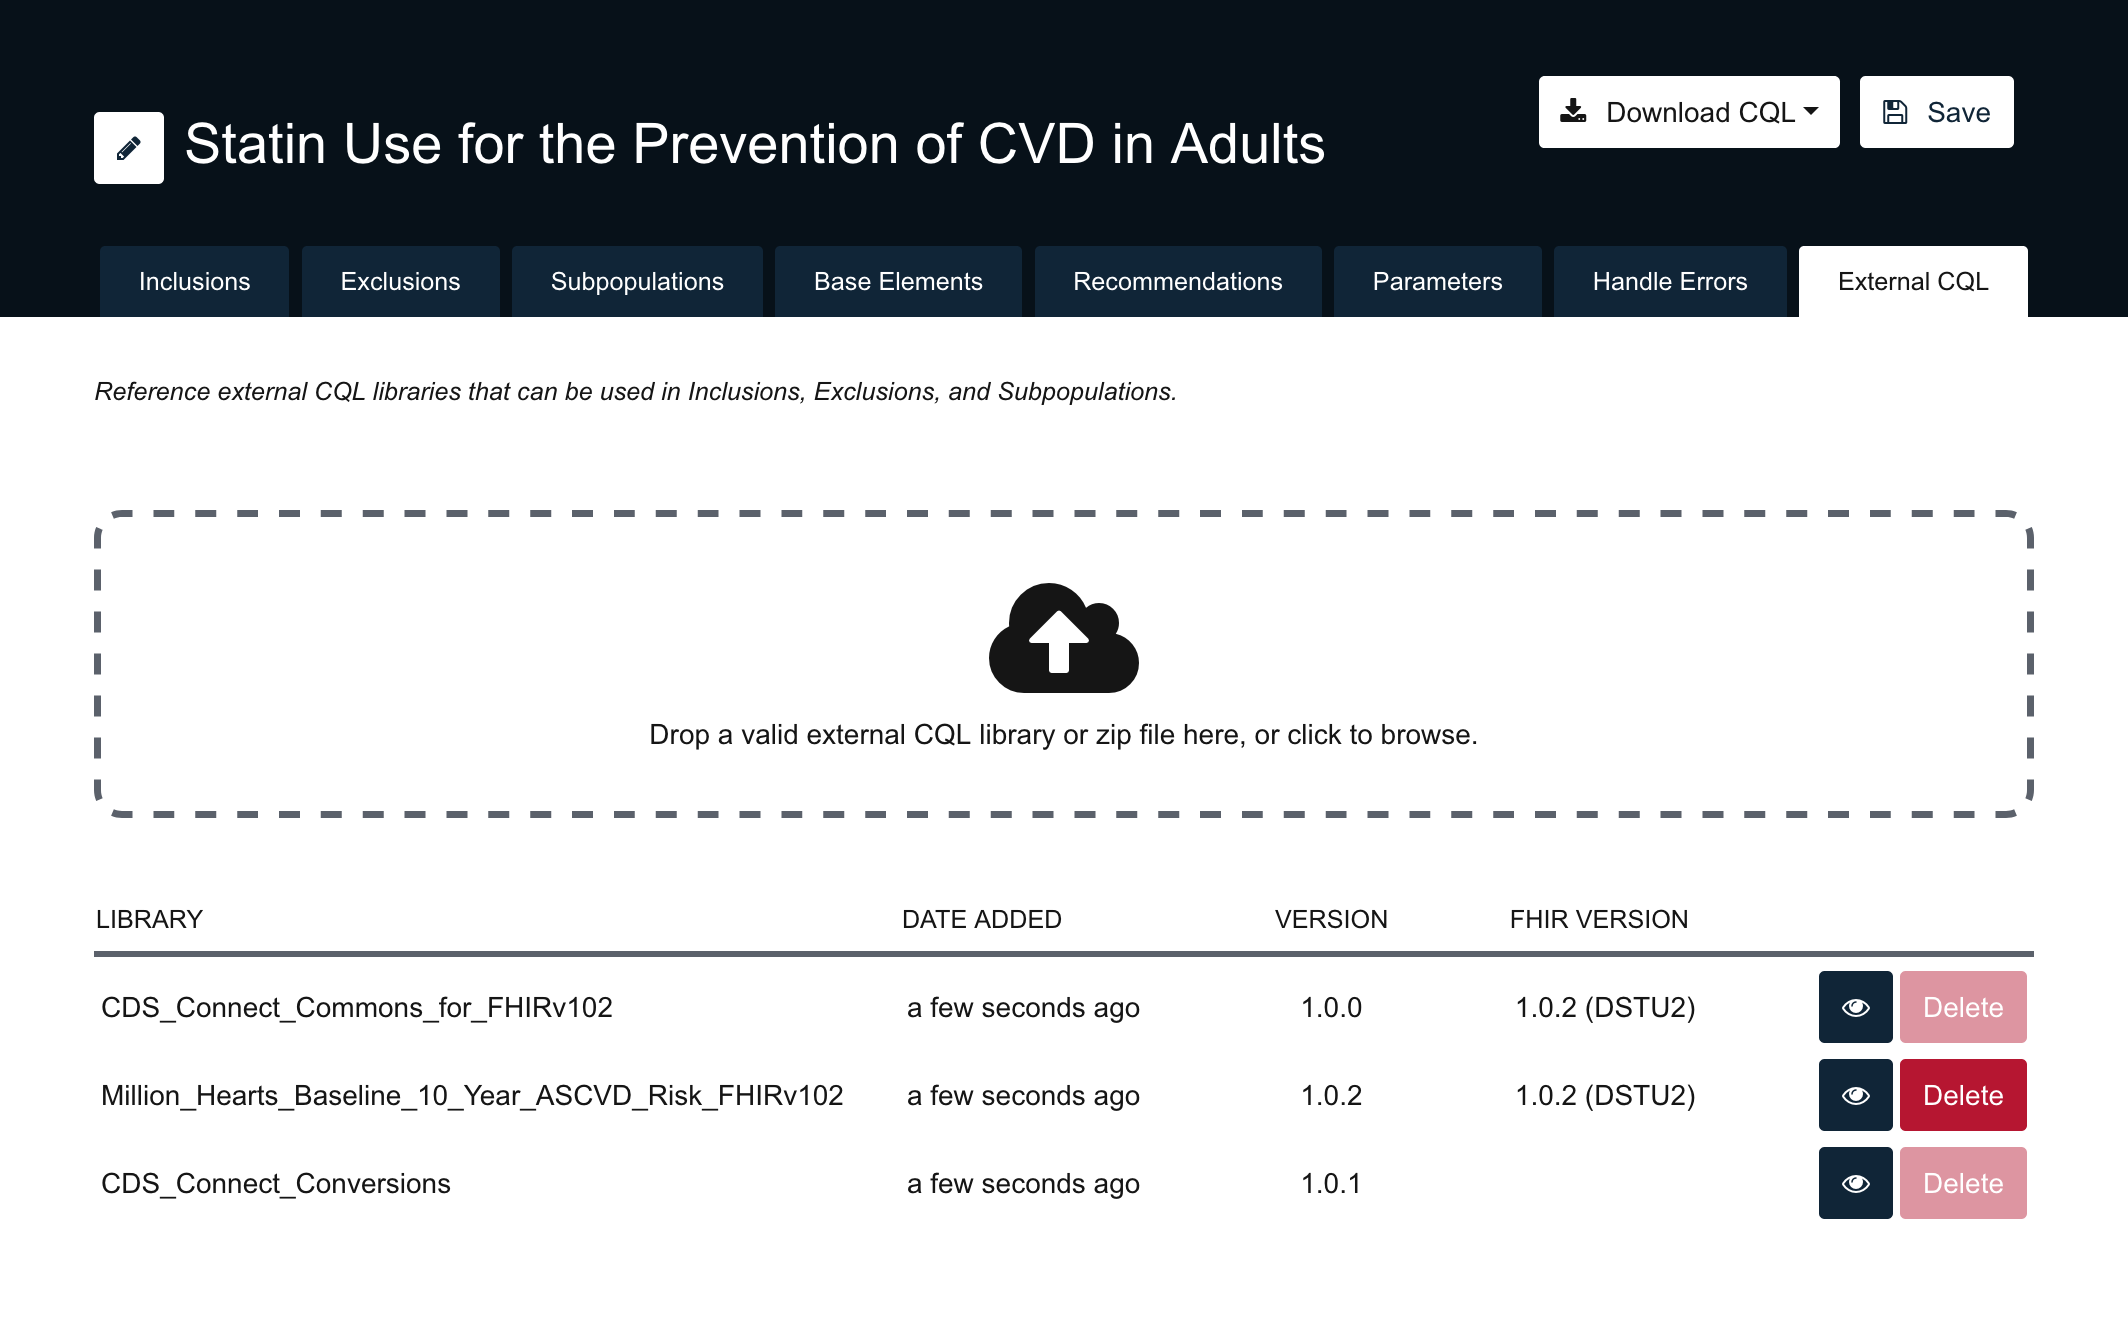 Statin Use for the Prevention of CVD in Adults
Download CQL
Save
Inclusions
Exclusions
Subpopulations
Base Elements
Recommendations
Parameters
Handle Errors
External CQL
Reference external CQL libraries that can be used in Inclusions, Exclusions, and Subpopulations.
Drop a valid external CQL library or zip file here, or click to browse.
LIBRARY DATE ADDED VERSION FHIR VERSION
CDS_Connect_Commons_for_FHIRv102 a few seconds ago 1.0.0 1.0.2 (DSTU2) Delete
Million_Hearts_Baseline_10_Year_ASCVD_Risk_FHIRv102 a few seconds ago 1.0.2 1.0.2 (DSTU2) Delete
CDS_Connect_Conversions a few seconds ago 1.0.1 Delete